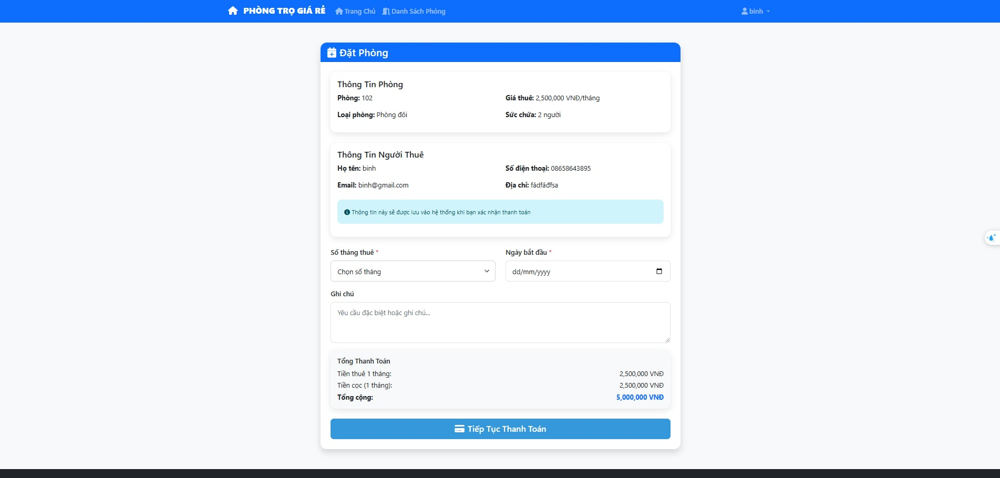 PHÒNG TRỌ GIÁ RẺ Trang Chủ Danh Sách Phòng binh
Đặt Phòng
Thông Tin Phòng
Phòng: 102 Giá thuê: 2,500,000 VNĐ/tháng
Loại phòng: Phòng đôi Sức chứa: 2 người
Thông Tin Người Thuê
Họ tên: binh Số điện thoại: 08658643895
Email: binh@gmail.com Địa chỉ: fádfáđfsa
Thông tin này sẽ được lưu vào hệ thống khi bạn xác nhận thanh toán
Số tháng thuê * Ngày bắt đầu *
Chọn số tháng dd/mm/yyyy
Ghi chú
Yêu cầu đặc biệt hoặc ghi chú...
Tổng Thanh Toán
Tiền thuê 1 tháng: 2,500,000 VNĐ
Tiền cọc (1 tháng): 2,500,000 VNĐ
Tổng cộng: 5,000,000 VNĐ
Tiếp Tục Thanh Toán